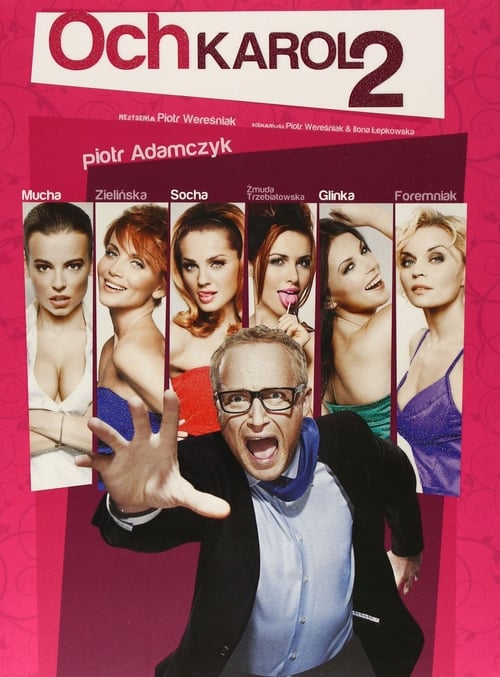 Och KAROL 2
REŻYSERIA Piotr Wereśniak
SCENARIUSZ Piotr Wereśniak & Ilona Łepkowska
piotr Adamczyk
Mucha
Zielińska
Socha
Żmuda
Trzebiatowska
Glinka
Foremniak